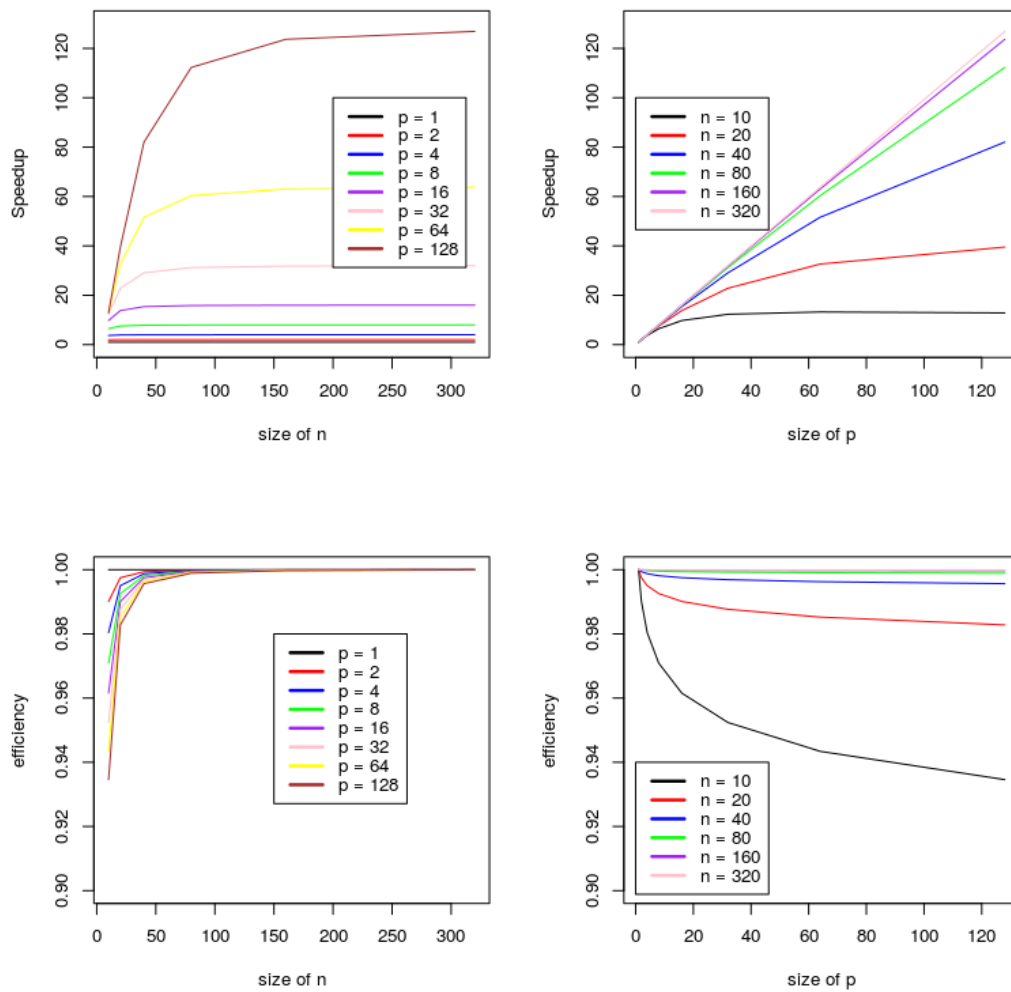 Speedup
0
20
40
60
80
100
120
p = 1
p = 2
p = 4
p = 8
p = 16
p = 32
p = 64
p = 128
0 50 100 150 200 250 300
size of n
Speedup
0
20
40
60
80
100
120
n = 10
n = 20
n = 40
n = 80
n = 160
n = 320
0 20 40 60 80 100 120
size of p
efficiency
0.90
0.92
0.94
0.96
0.98
1.00
p = 1
p = 2
p = 4
p = 8
p = 16
p = 32
p = 64
p = 128
0 50 100 150 200 250 300
size of n
efficiency
0.90
0.92
0.94
0.96
0.98
1.00
n = 10
n = 20
n = 40
n = 80
n = 160
n = 320
0 20 40 60 80 100 120
size of p